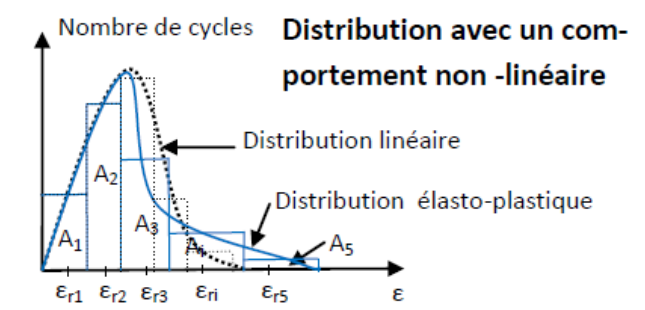 Nombre de cycles
Distribution avec un com-
portement non -linéaire
Distribution linéaire
Distribution élasto-plastique
A1
A2
A3
A5
εr1
εr2
εr3
εri
εr5
ε